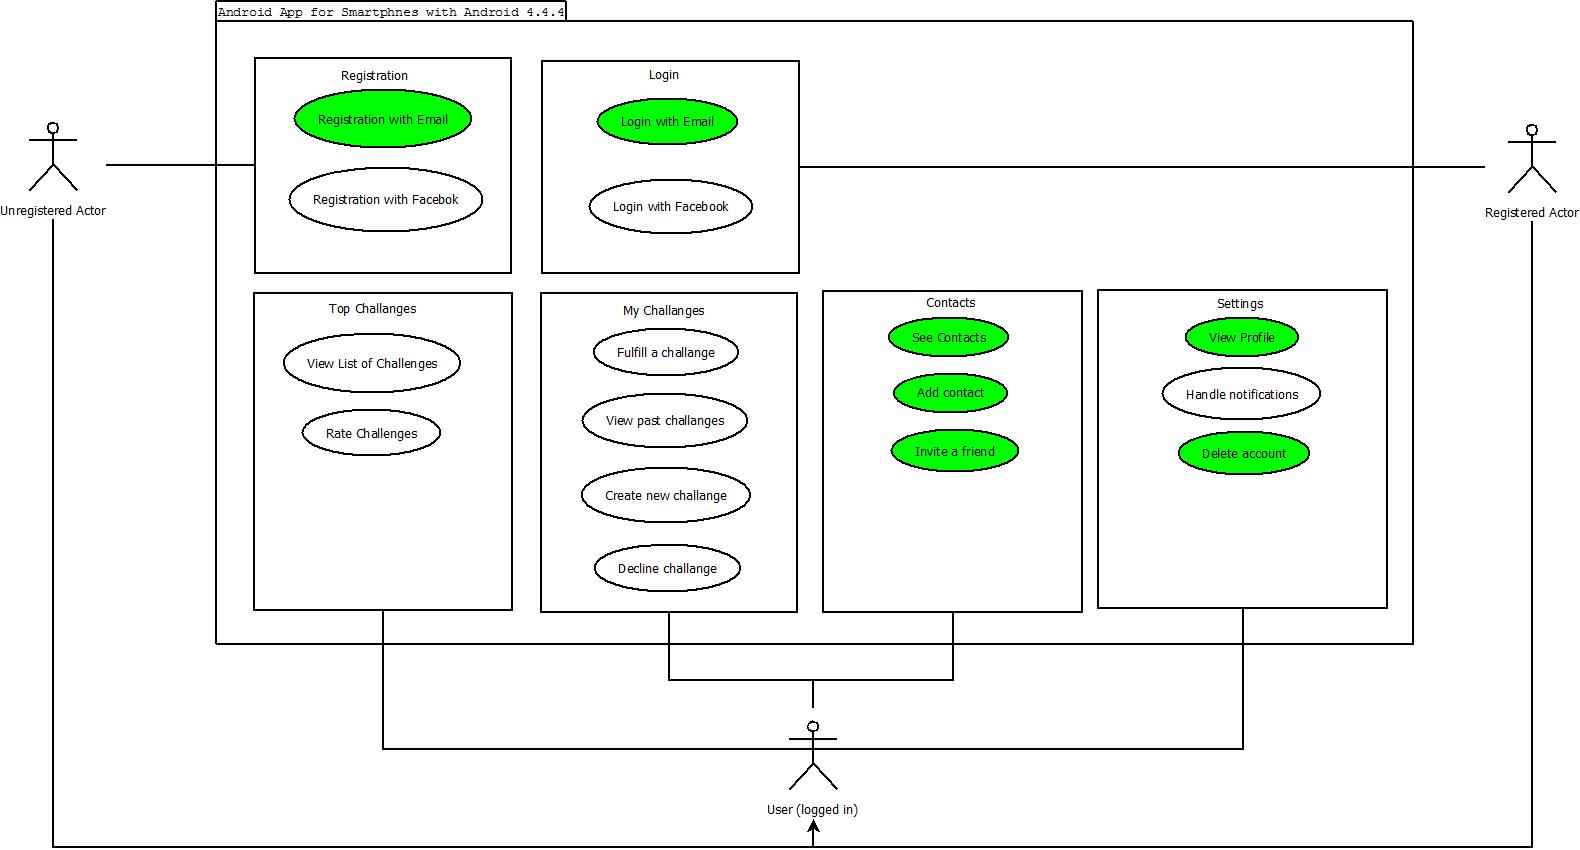 Android App for Smartphnes with Android 4.4.4
Registration
Registration with Email
Registration with Facebok
Login
Login with Email
Login with Facebook
Unregistered Actor
Registered Actor
Top Challanges
View List of Challenges
Rate Challenges
My Challanges
Fulfill a challange
View past challanges
Create new challange
Decline challange
Contacts
See Contacts
Add contact
Invite a friend
Settings
View Profile
Handle notifications
Delete account
User (logged in)